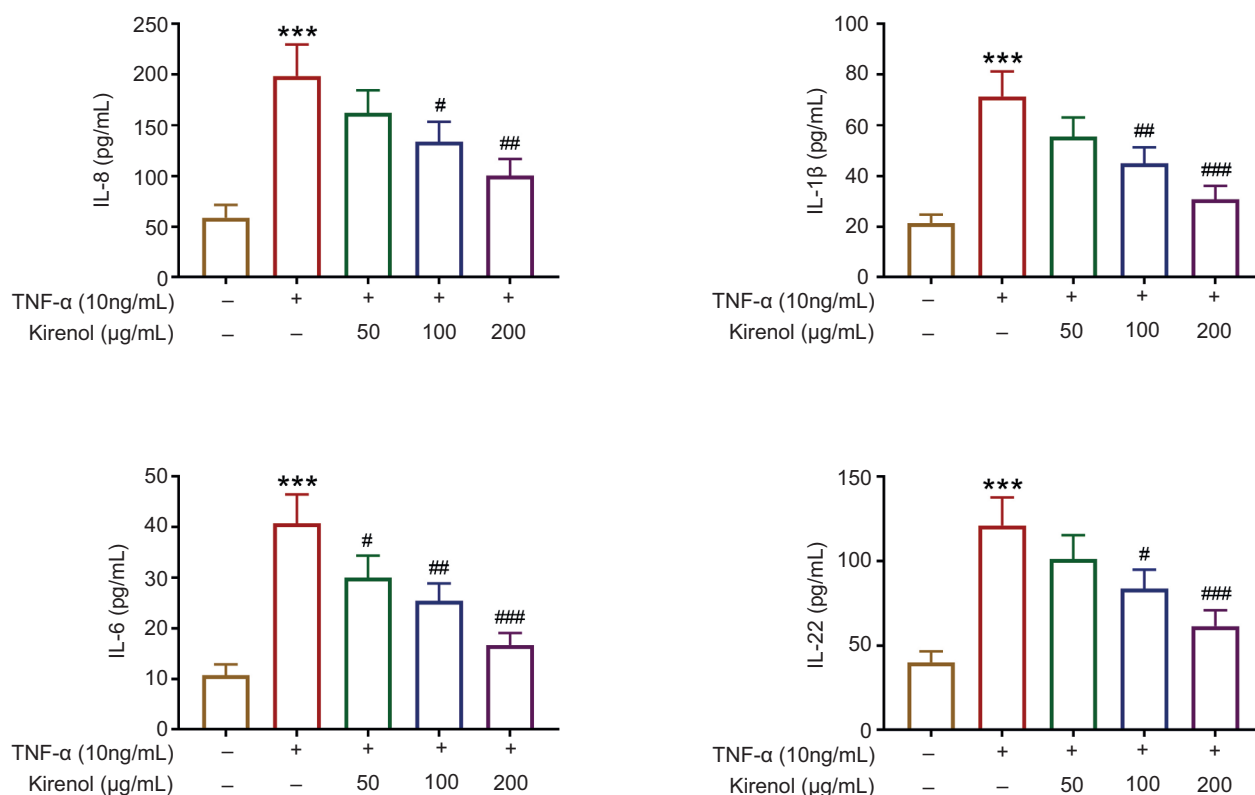 250
200
150
100
50
0
IL-8 (pg/mL)
***
#
##
TNF-α (10ng/mL) – + + + +
Kirenol (μg/mL) – – 50 100 200
100
80
60
40
20
0
IL-1β (pg/mL)
***
##
###
TNF-α (10ng/mL) – + + + +
Kirenol (μg/mL) – – 50 100 200
50
40
30
20
10
0
IL-6 (pg/mL)
***
#
##
###
TNF-α (10ng/mL) – + + + +
Kirenol (μg/mL) – – 50 100 200
150
100
50
0
IL-22 (pg/mL)
***
#
###
TNF-α (10ng/mL) – + + + +
Kirenol (μg/mL) – – 50 100 200